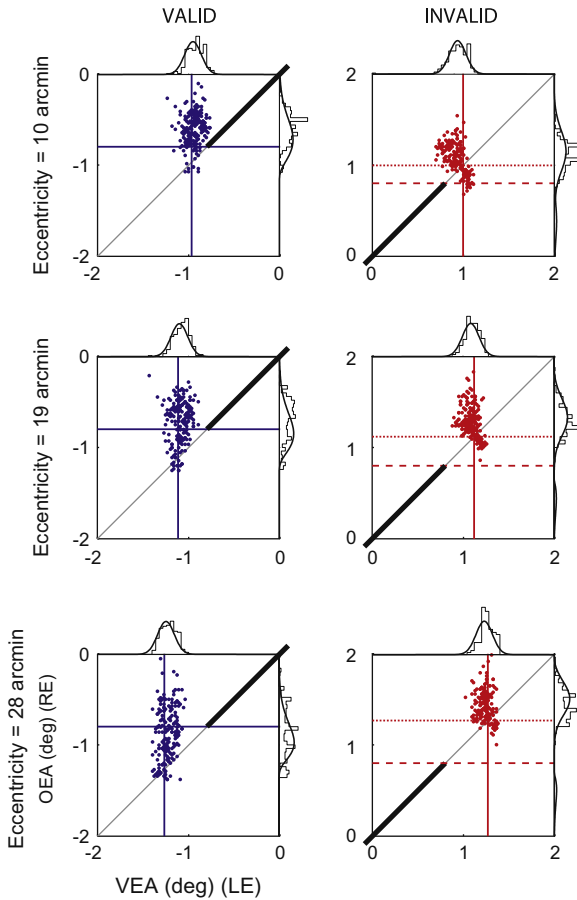 VALID INVALID
Eccentricity = 10 arcmin
0 2
-1 1
-2 0
-2 -1 0 0 1 2
Eccentricity = 19 arcmin
0 2
-1 1
-2 0
-2 -1 0 0 1 2
Eccentricity = 28 arcmin
OEA (deg) (RE)
0 2
-1 1
-2 0
-2 -1 0 0 1 2
VEA (deg) (LE)